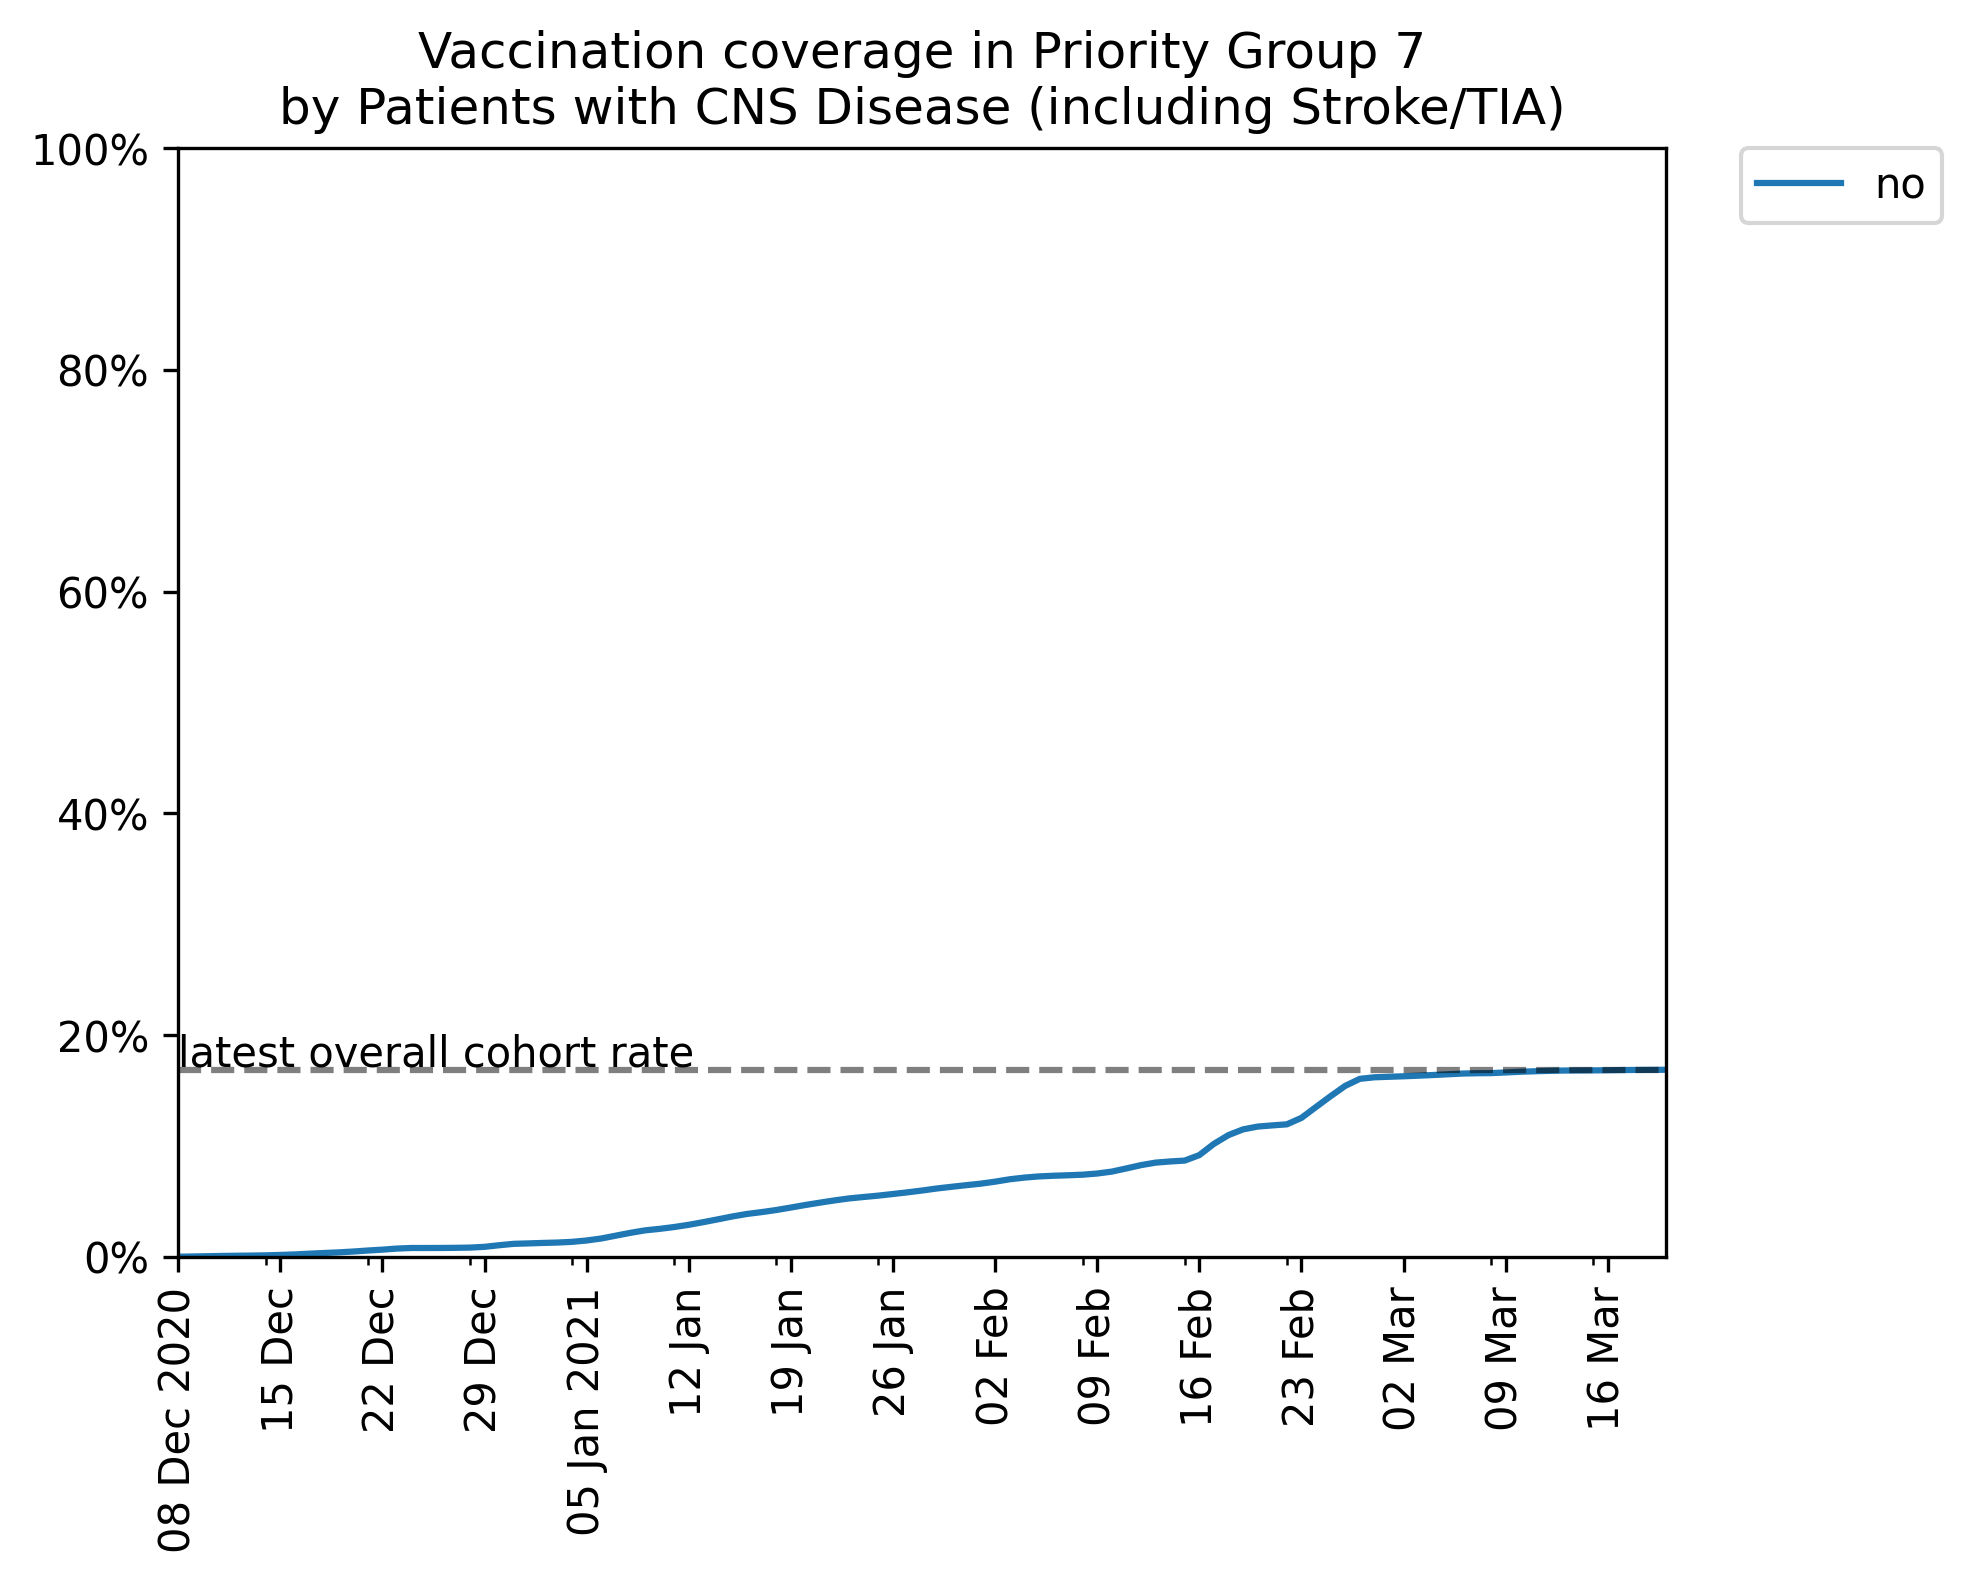 Vaccination coverage in Priority Group 7
by Patients with CNS Disease (including Stroke/TIA)
100%
80%
60%
40%
20%
0%
no
latest overall cohort rate
08 Dec 2020
15 Dec
22 Dec
29 Dec
05 Jan 2021
12 Jan
19 Jan
26 Jan
02 Feb
09 Feb
16 Feb
23 Feb
02 Mar
09 Mar
16 Mar